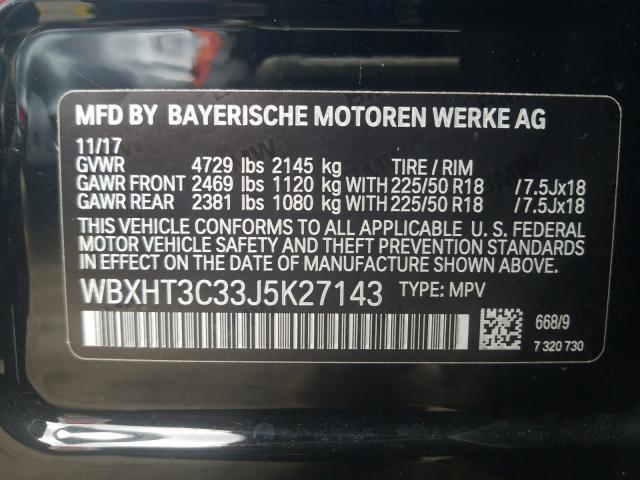 MFD BY BAYERISCHE MOTOREN WERKE AG
11/17
GVWR 4729 lbs 2145 kg TIRE / RIM
GAWR FRONT 2469 lbs 1120 kg WITH 225/50 R18 /7.5Jx18
GAWR REAR 2381 lbs 1080 kg WITH 225/50 R18 /7.5Jx18
THIS VEHICLE CONFORMS TO ALL APPLICABLE U. S. FEDERAL
MOTOR VEHICLE SAFETY AND THEFT PREVENTION STANDARDS
IN EFFECT ON THE DATE OF MANUFACTURE SHOWN ABOVE.
WBXHT3C33J5K27143 TYPE: MPV
668/9
7 320 730